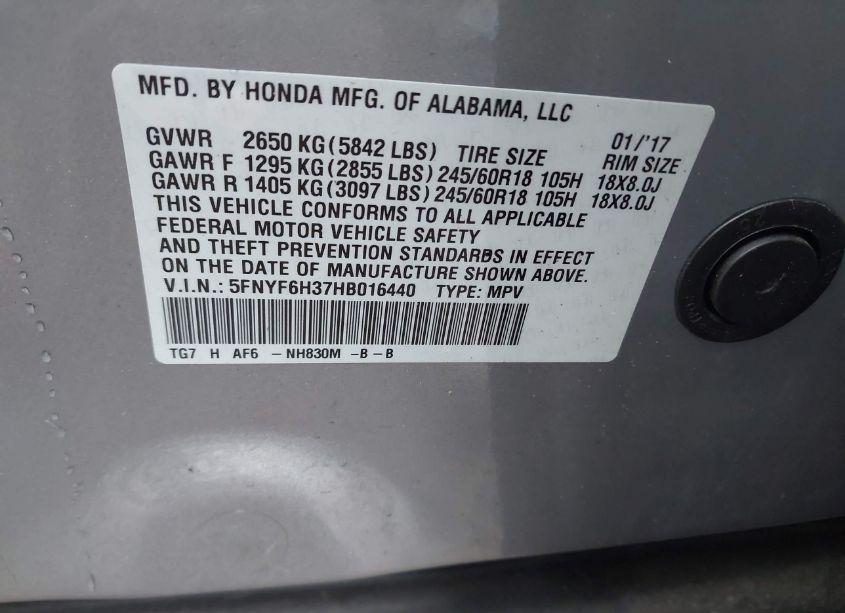 MFD. BY HONDA MFG. OF ALABAMA, LLC
01/'17
GVWR 2650 KG(5842 LBS) TIRE SIZE RIM SIZE
GAWR F 1295 KG(2855 LBS)245/60R18 105H 18X8.0J
GAWR R 1405 KG(3097 LBS)245/60R18 105H 18X8.0J
THIS VEHICLE CONFORMS TO ALL APPLICABLE
FEDERAL MOTOR VEHICLE SAFETY
AND THEFT PREVENTION STANDARDS IN EFFECT
ON THE DATE OF MANUFACTURE SHOWN ABOVE.
V.I.N.: 5FNYF6H37HB016440 TYPE: MPV
TG7 H AF6 -NH830M -B-B